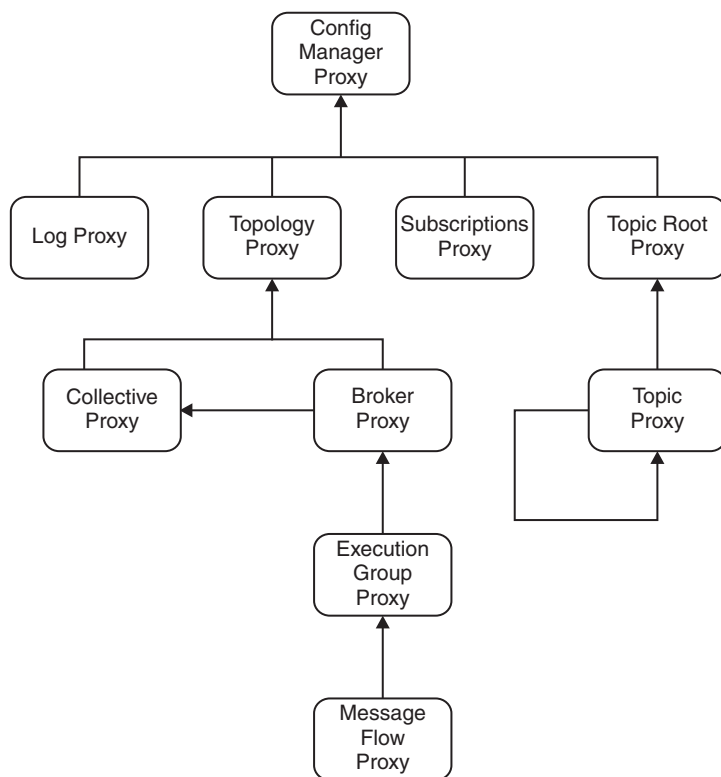 Config
Manager
Proxy
Log Proxy
Topology
Proxy
Subscriptions
Proxy
Topic Root
Proxy
Collective
Proxy
Broker
Proxy
Topic
Proxy
Execution
Group
Proxy
Message
Flow
Proxy